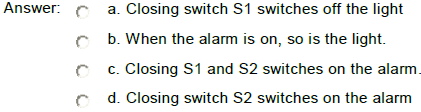 Answer: a. Closing switch S1 switches off the light
b. When the alarm is on, so is the light.
c. Closing S1 and S2 switches on the alarm.
d. Closing switch S2 switches on the alarm